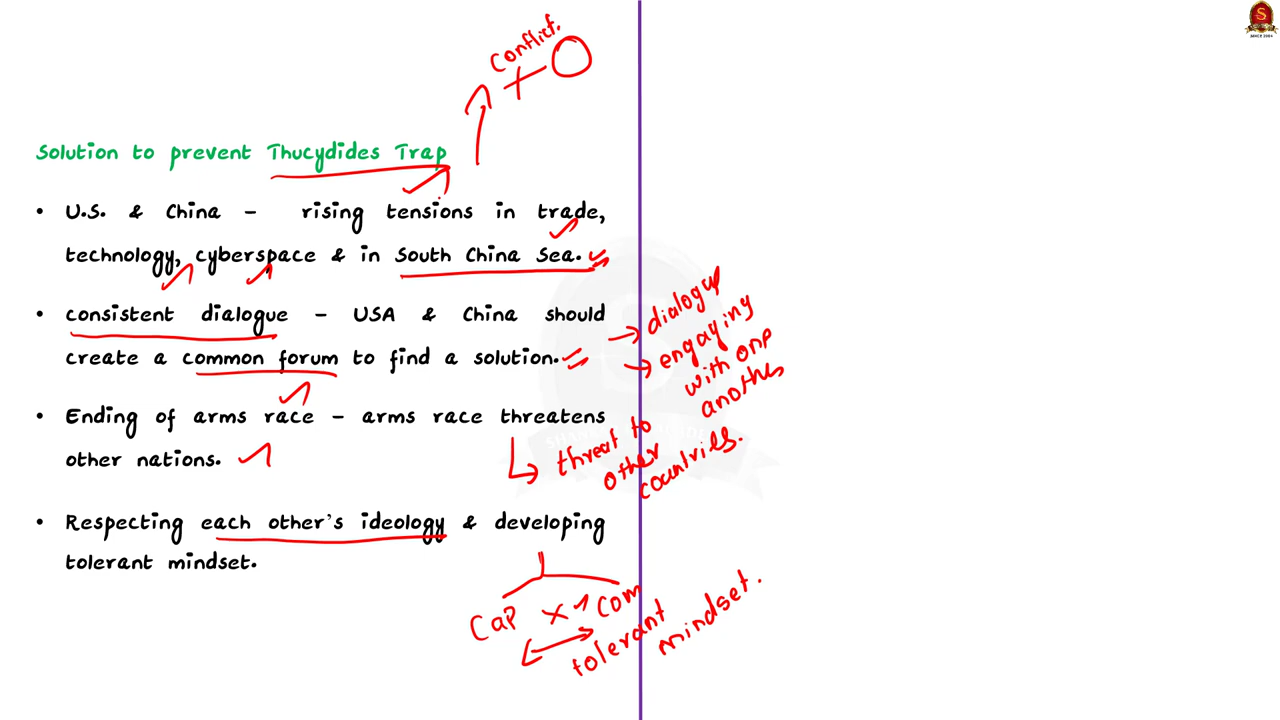 Conflict.
Solution to prevent Thucydides Trap
• U.S. & China – rising tensions in trade,
technology, cyberspace & in South China Sea.
• consistent dialogue – USA & China should
create a common forum to find a solution.
→ dialogue
→ engaging
with one
another
• Ending of arms race – arms race threatens
other nations.
threat to
other
countries.
• Respecting each other's ideology & developing
tolerant mindset.
Cap × Com
tolerant
mindset.
S
SINCE 2004